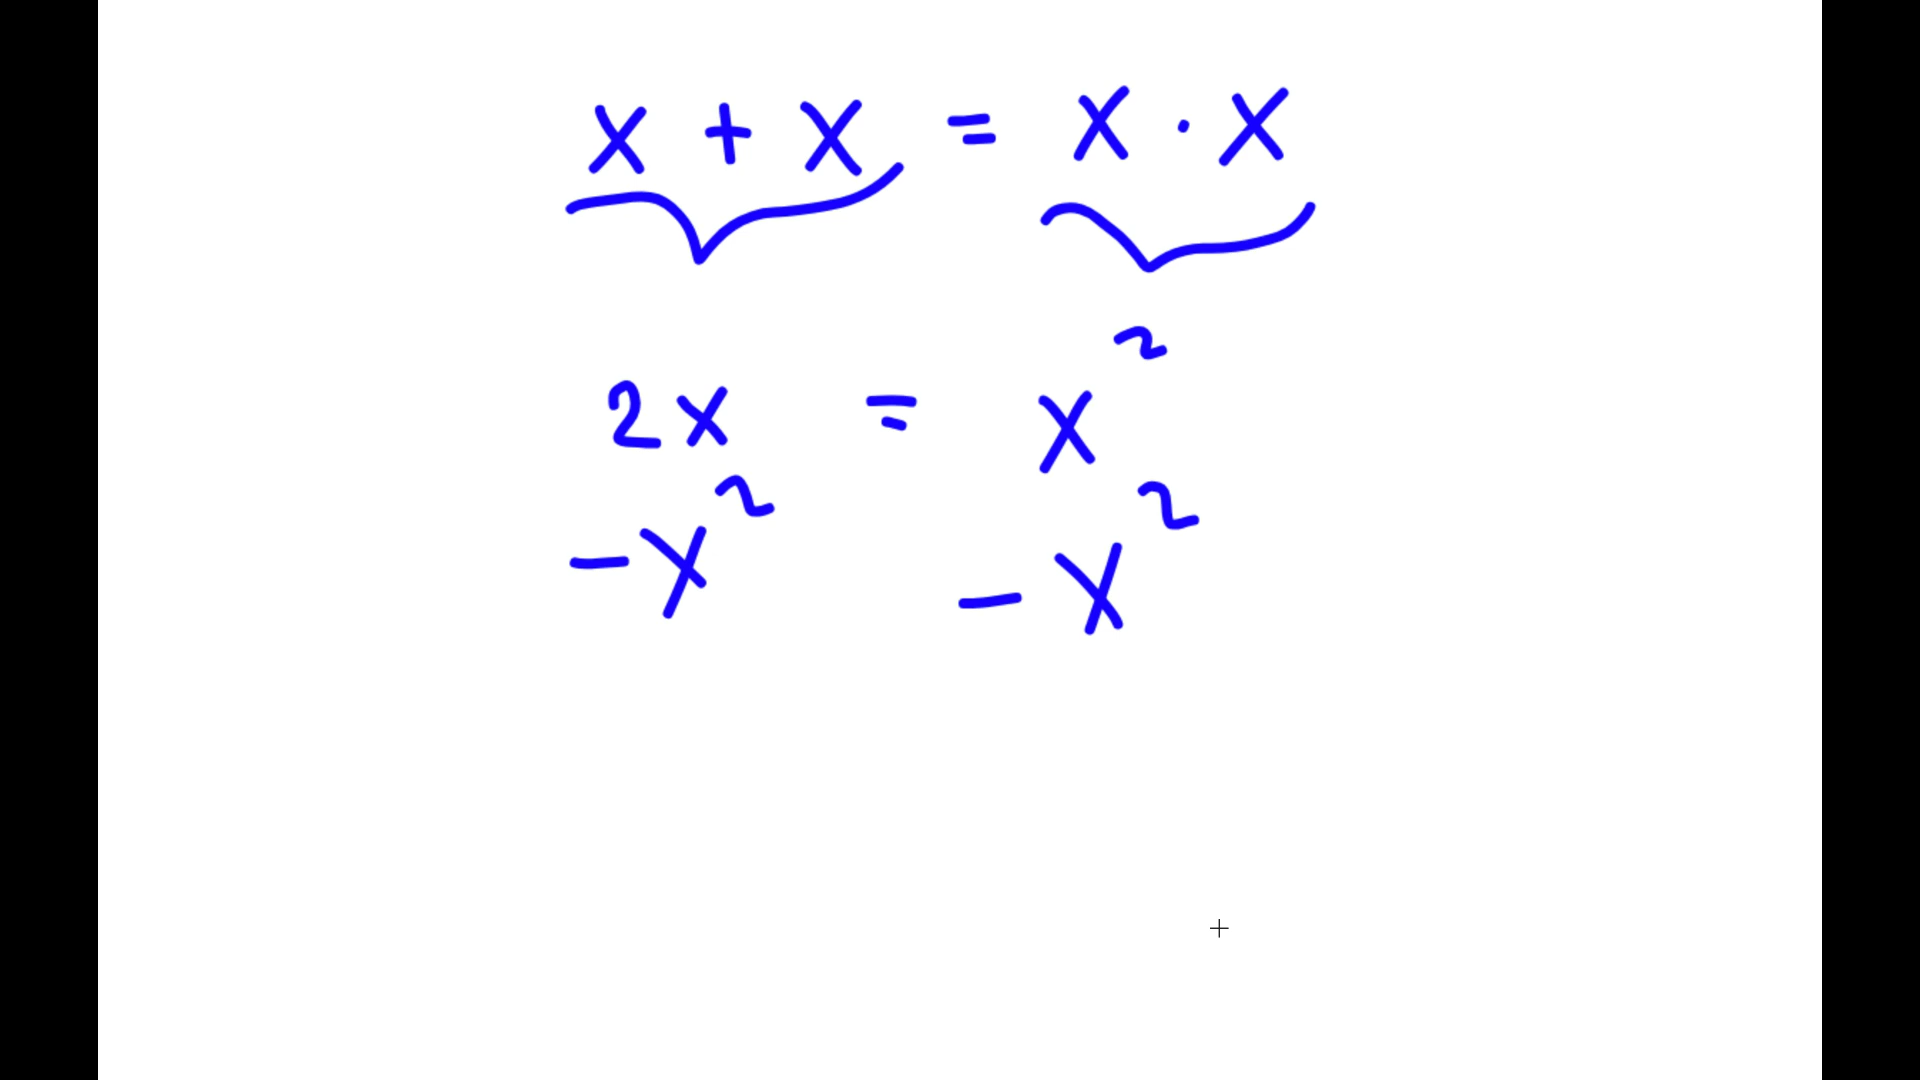 x + x = x · x
2x = x²
-x² -x²